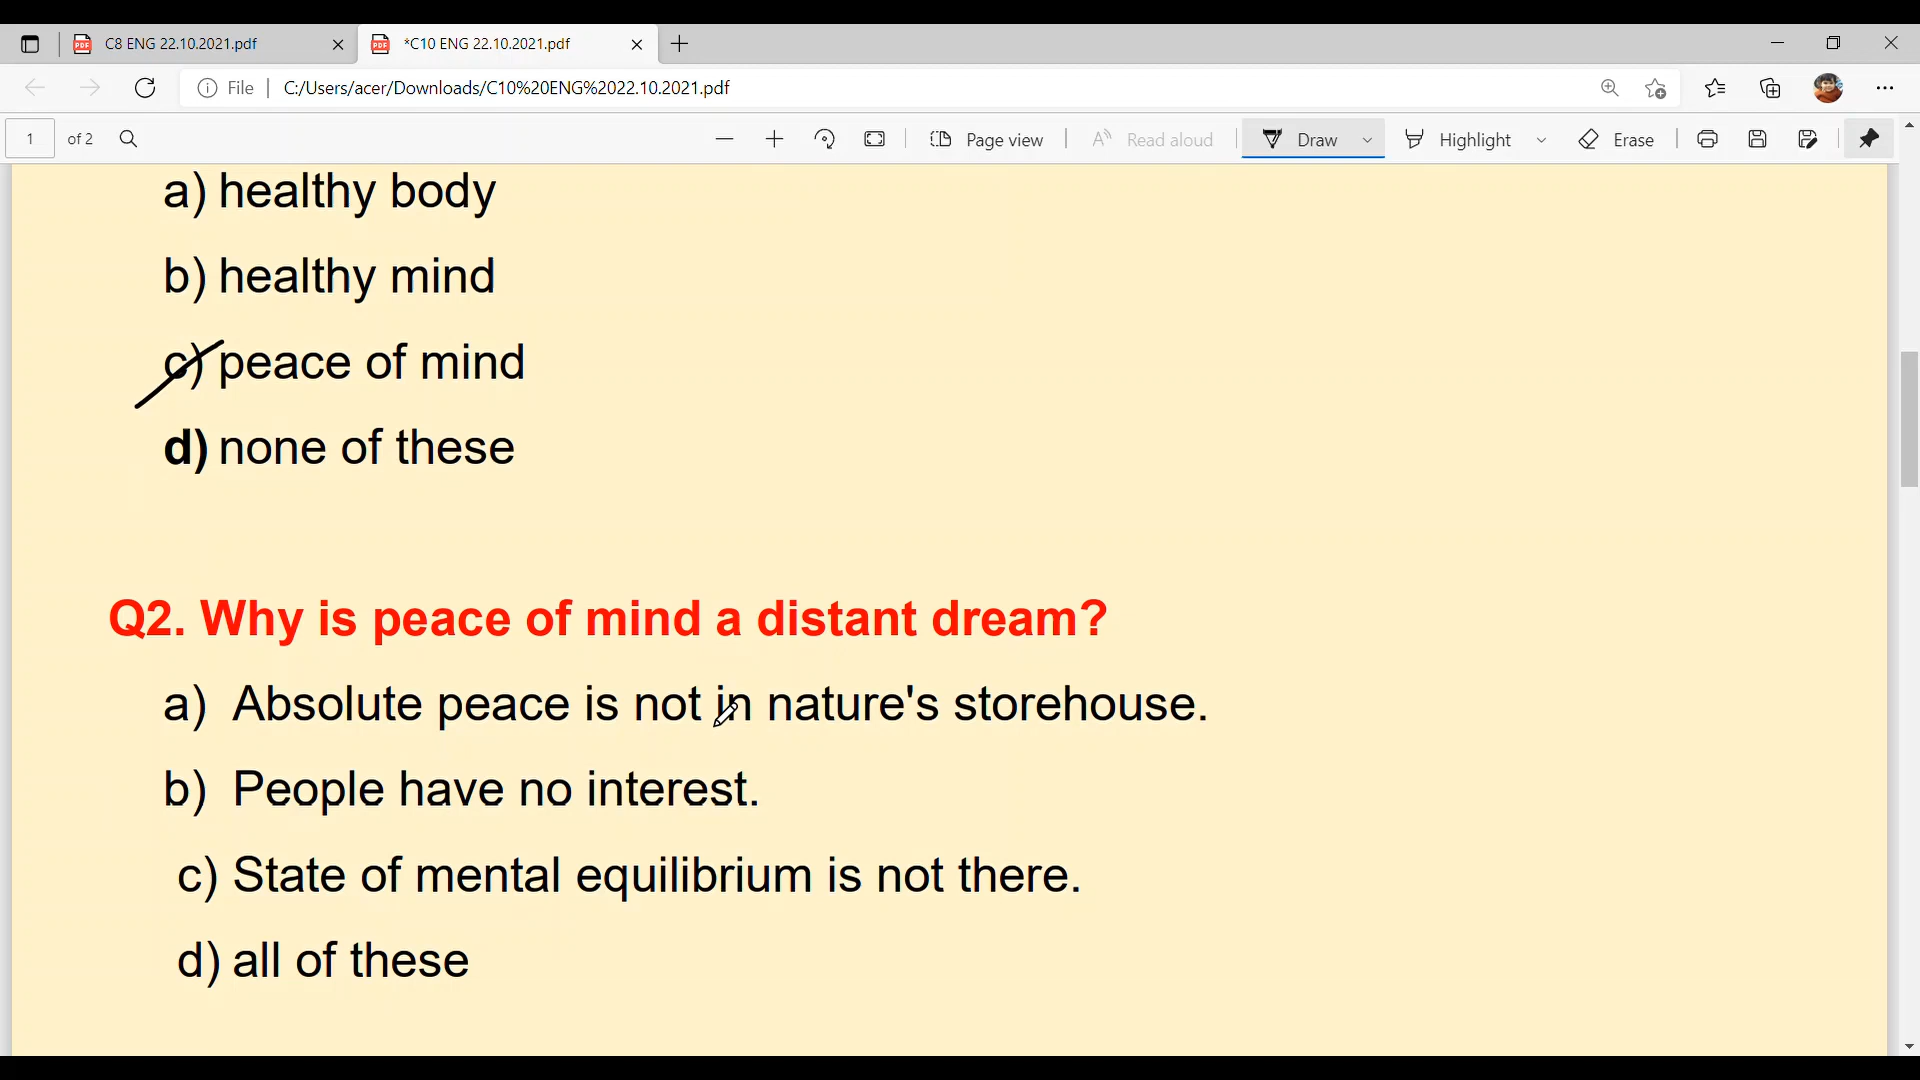 C8 ENG 22.10.2021.pdf
*C10 ENG 22.10.2021.pdf
File | C:/Users/acer/Downloads/C10%20ENG%2022.10.2021.pdf
1 of 2 Page view Read aloud Draw Highlight Erase
a) healthy body
b) healthy mind
c) peace of mind
d) none of these
Q2. Why is peace of mind a distant dream?
a) Absolute peace is not in nature's storehouse.
b) People have no interest.
c) State of mental equilibrium is not there.
d) all of these